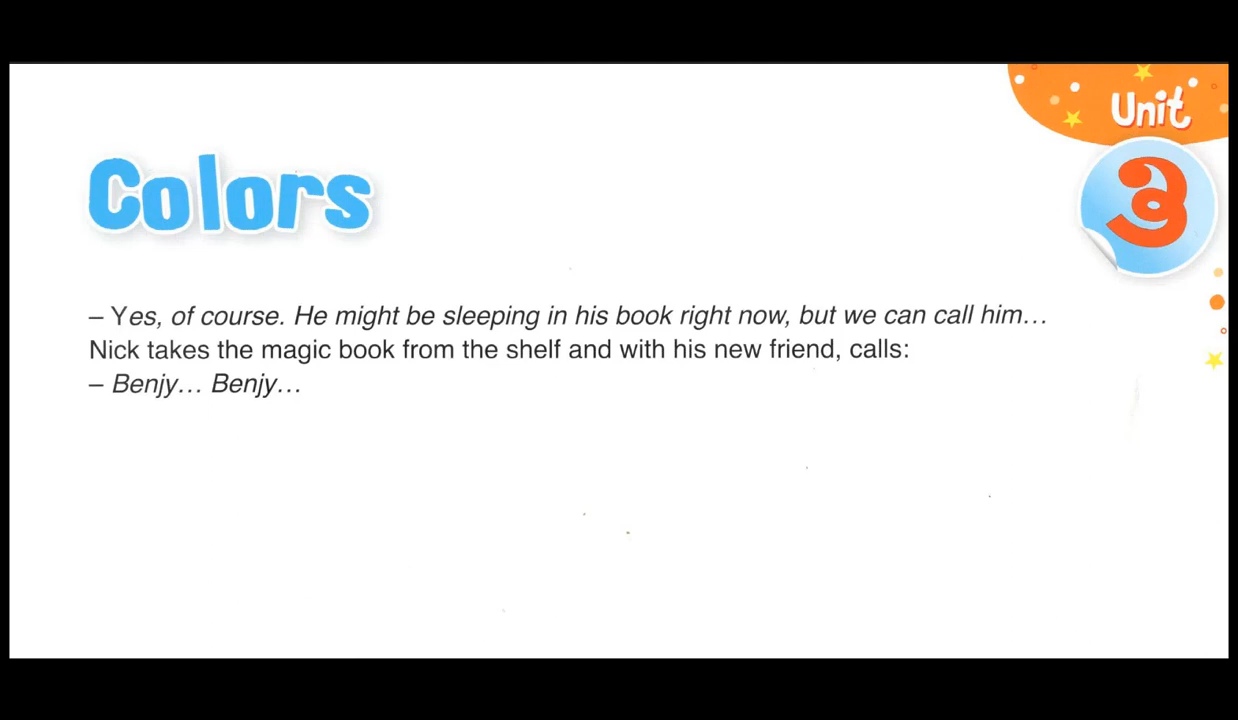 Unit
3
Colors
– Yes, of course. He might be sleeping in his book right now, but we can call him…
Nick takes the magic book from the shelf and with his new friend, calls:
– Benjy… Benjy…